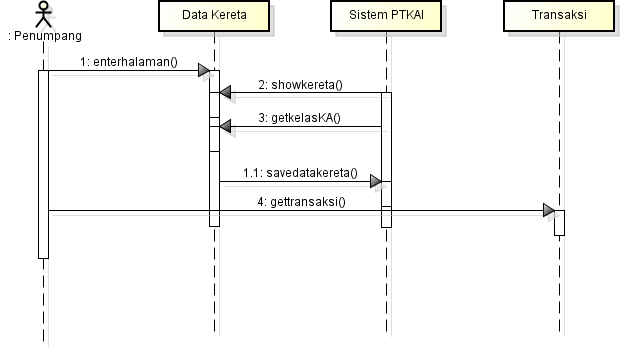 Data Kereta
Sistem PTKAI
Transaksi
: Penumpang
1: enterhalaman()
2: showkereta()
3: getkelasKA()
1.1: savedatakereta()
4: gettransaksi()